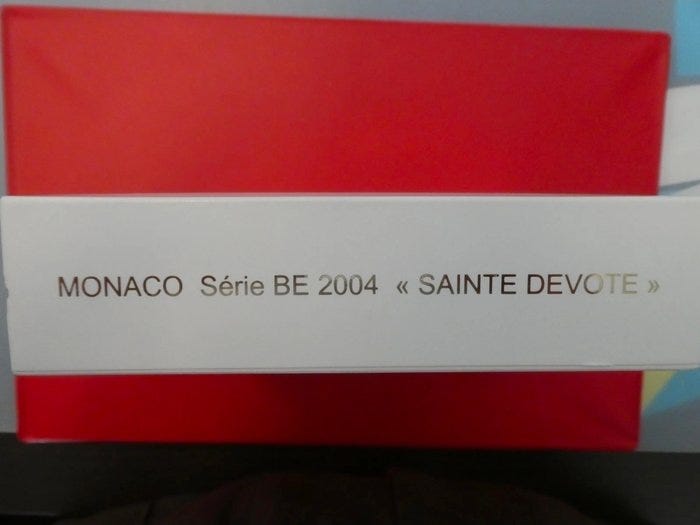 MONACO Série BE 2004 « SAINTE DEVOTE »